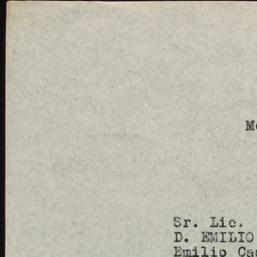 M
Sr. Lic.
D. EMILIO
Emilio Ca